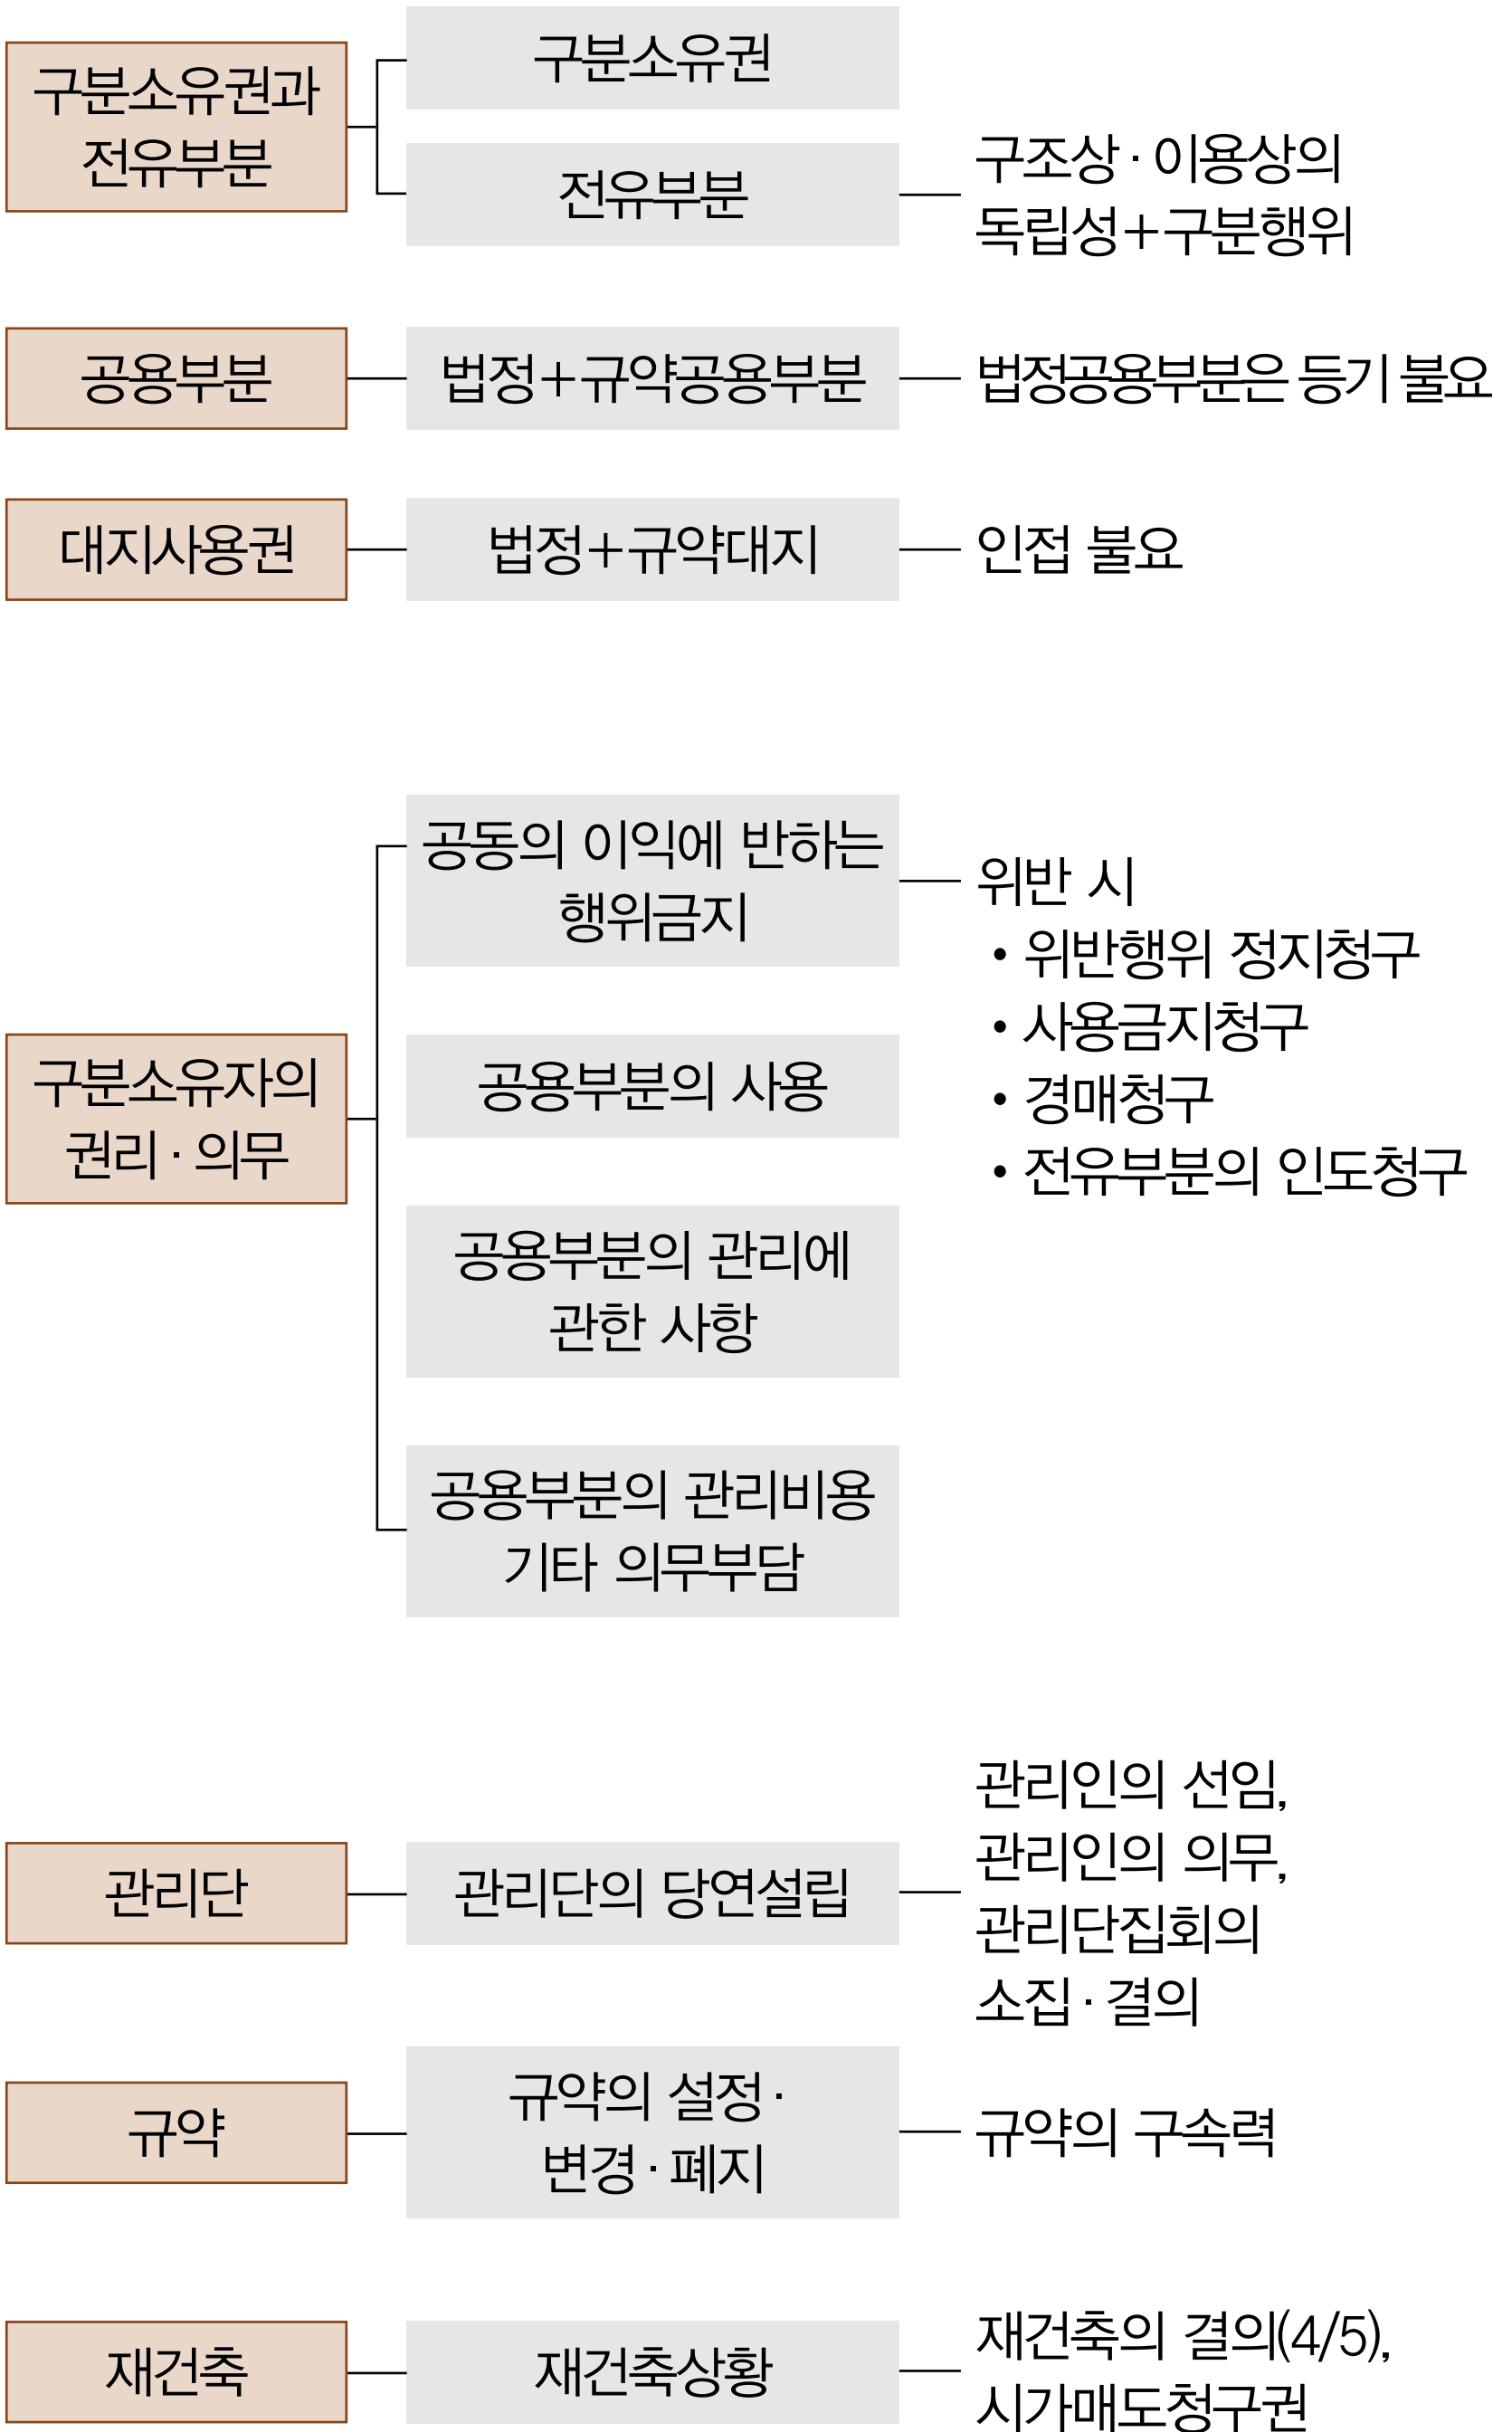 구분소유권과
전유부분
구분소유권
전유부분
구조상 · 이용상의
독립성+구분행위
공용부분
법정+규약공용부분
법정공용부분은 등기 불요
대지사용권
법정+규약대지
인접 불요
구분소유자의
권리 · 의무
공동의 이익에 반하는
행위금지
위반 시
• 위반행위 정지청구
• 사용금지청구
• 경매청구
• 전유부분의 인도청구
공용부분의 사용
공용부분의 관리에
관한 사항
공용부분의 관리비용
기타 의무부담
관리단
관리단의 당연설립
관리인의 선임,
관리인의 의무,
관리단집회의
소집 · 결의
규약
규약의 설정 ·
변경 · 폐지
규약의 구속력
재건축
재건축상황
재건축의 결의(4/5),
시가매도청구권